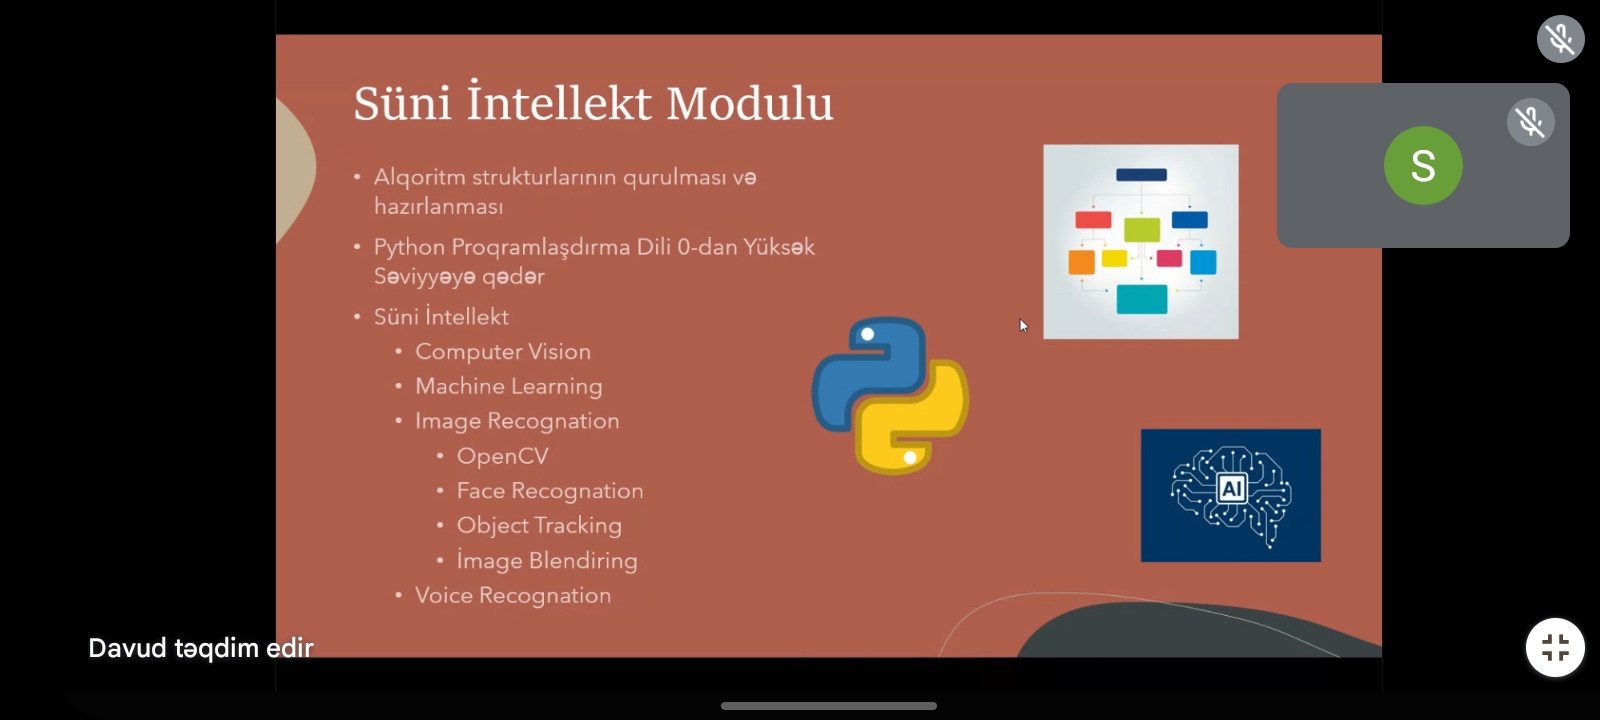 Süni İntellekt Modulu
• Alqoritm strukturlarının qurulması və
hazırlanması
• Python Proqramlaşdırma Dili 0-dan Yüksək
Səviyyəyə qədər
• Süni İntellekt
• Computer Vision
• Machine Learning
• Image Recognation
• OpenCV
• Face Recognation
• Object Tracking
• İmage Blendiring
• Voice Recognation
AI
S
Davud təqdim edir